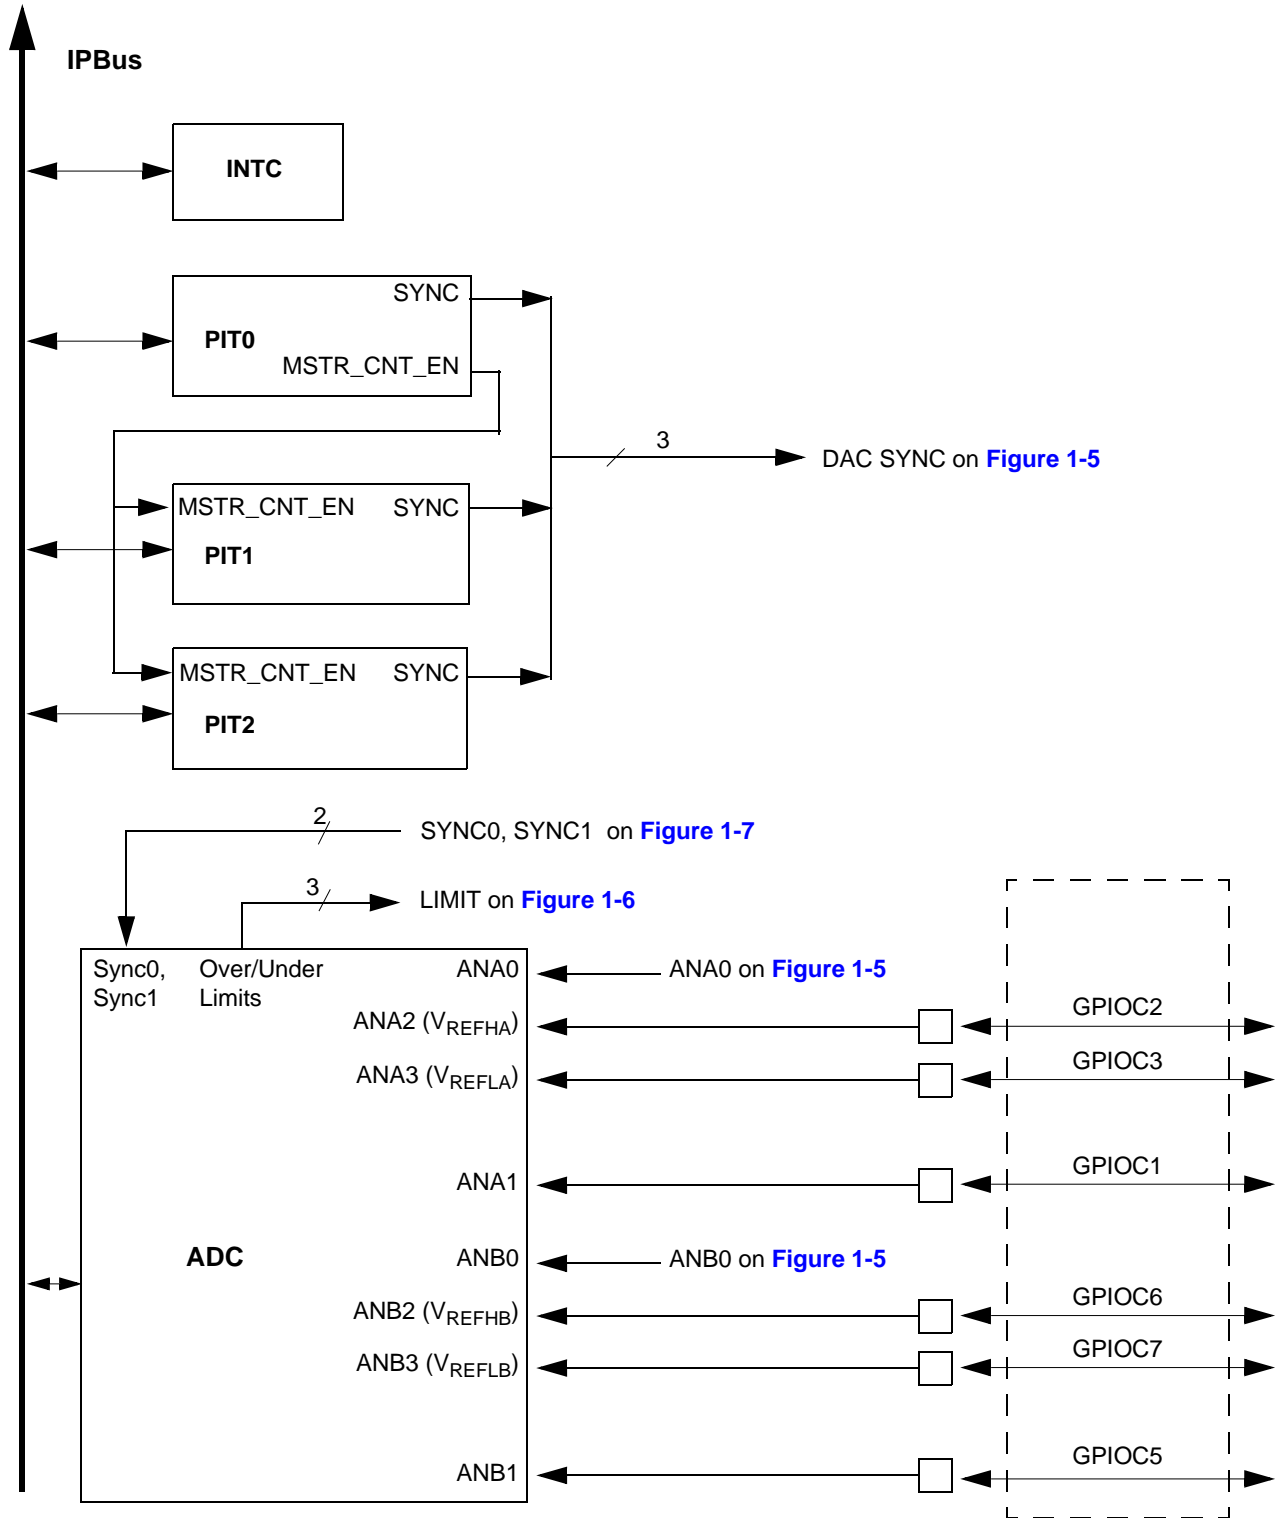 IPBus
INTC
SYNC
PIT0
MSTR_CNT_EN
3
DAC SYNC on Figure 1-5
MSTR_CNT_EN SYNC
PIT1
MSTR_CNT_EN SYNC
PIT2
2
SYNC0, SYNC1 on Figure 1-7
3
LIMIT on Figure 1-6
Sync0, Sync1
Over/Under Limits
ANA0
ANA0 on Figure 1-5
ANA2 (VREFHA)
GPIOC2
ANA3 (VREFLA)
GPIOC3
ANA1
GPIOC1
ADC
ANB0
ANB0 on Figure 1-5
ANB2 (VREFHB)
GPIOC6
ANB3 (VREFLB)
GPIOC7
ANB1
GPIOC5